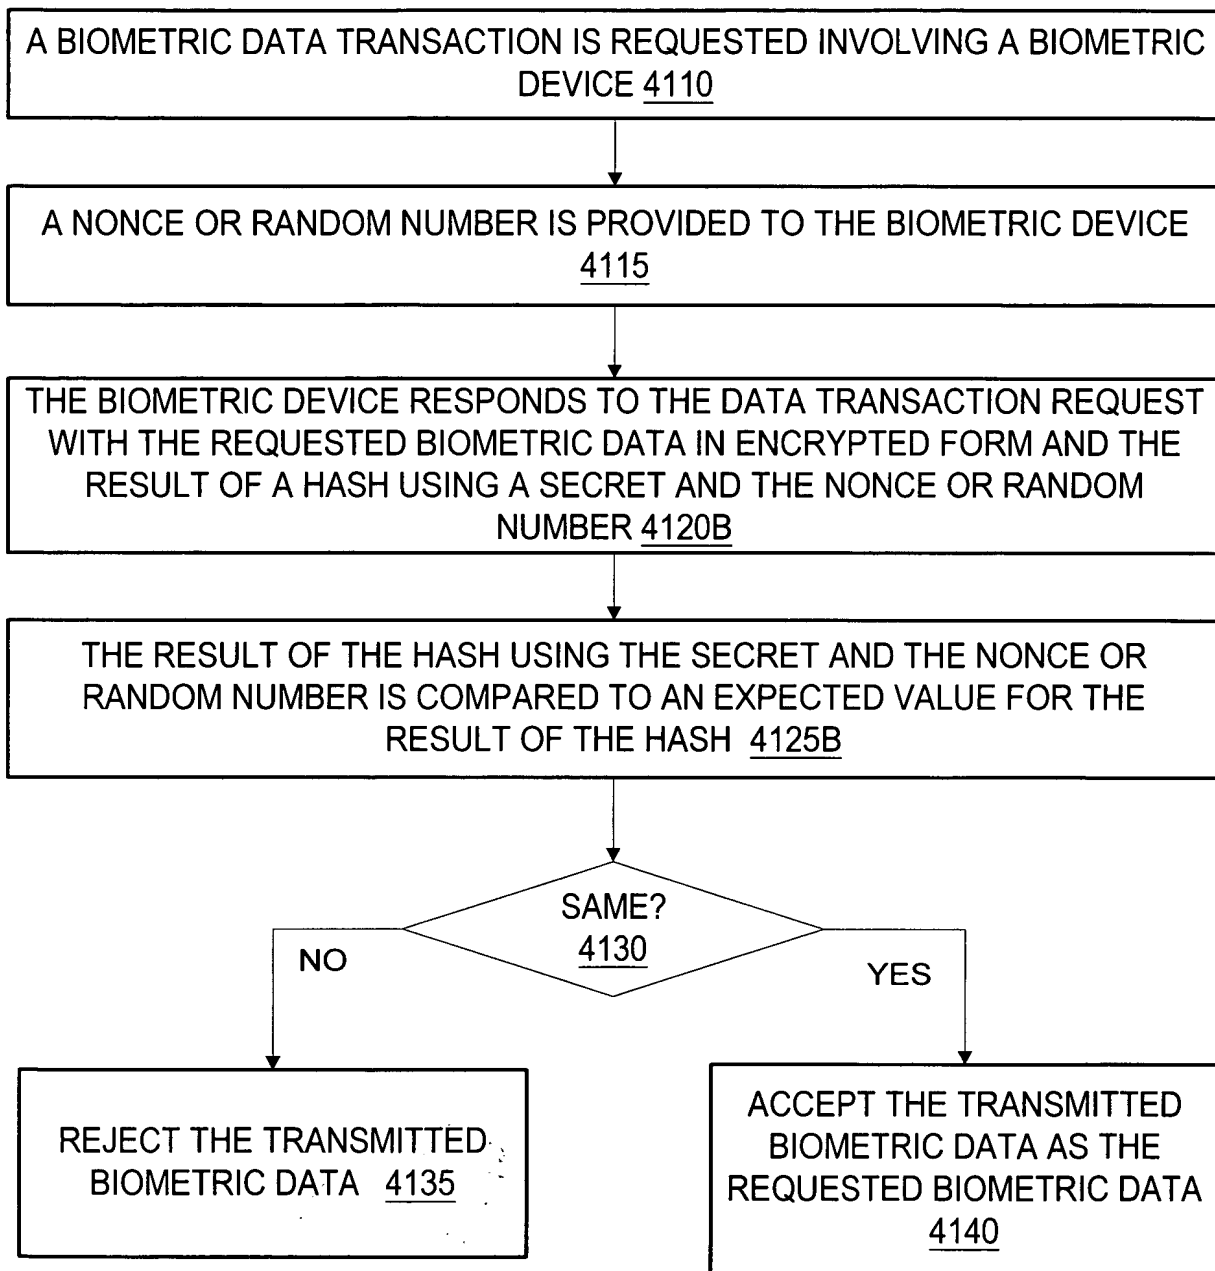 A BIOMETRIC DATA TRANSACTION IS REQUESTED INVOLVING A BIOMETRIC
DEVICE 4110
A NONCE OR RANDOM NUMBER IS PROVIDED TO THE BIOMETRIC DEVICE
4115
THE BIOMETRIC DEVICE RESPONDS TO THE DATA TRANSACTION REQUEST
WITH THE REQUESTED BIOMETRIC DATA IN ENCRYPTED FORM AND THE
RESULT OF A HASH USING A SECRET AND THE NONCE OR RANDOM
NUMBER 4120B
THE RESULT OF THE HASH USING THE SECRET AND THE NONCE OR
RANDOM NUMBER IS COMPARED TO AN EXPECTED VALUE FOR THE
RESULT OF THE HASH 4125B
SAME?
4130
NO
YES
REJECT THE TRANSMITTED
BIOMETRIC DATA 4135
ACCEPT THE TRANSMITTED
BIOMETRIC DATA AS THE
REQUESTED BIOMETRIC DATA
4140